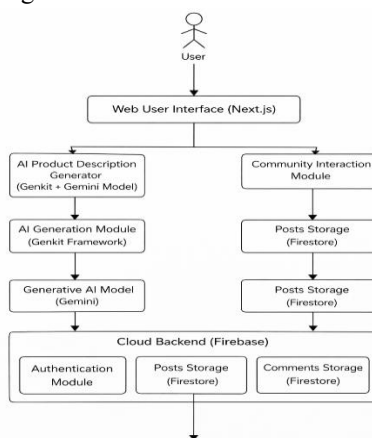 User
Web User Interface (Next.js)
AI Product Description
Generator
(Genkit + Gemini Model)
Community Interaction
Module
AI Generation Module
(Genkit Framework)
Posts Storage
(Firestore)
Generative AI Model
(Gemini)
Posts Storage
(Firestore)
Cloud Backend (Firebase)
Authentication
Module
Posts Storage
(Firestore)
Comments Storage
(Firestore)